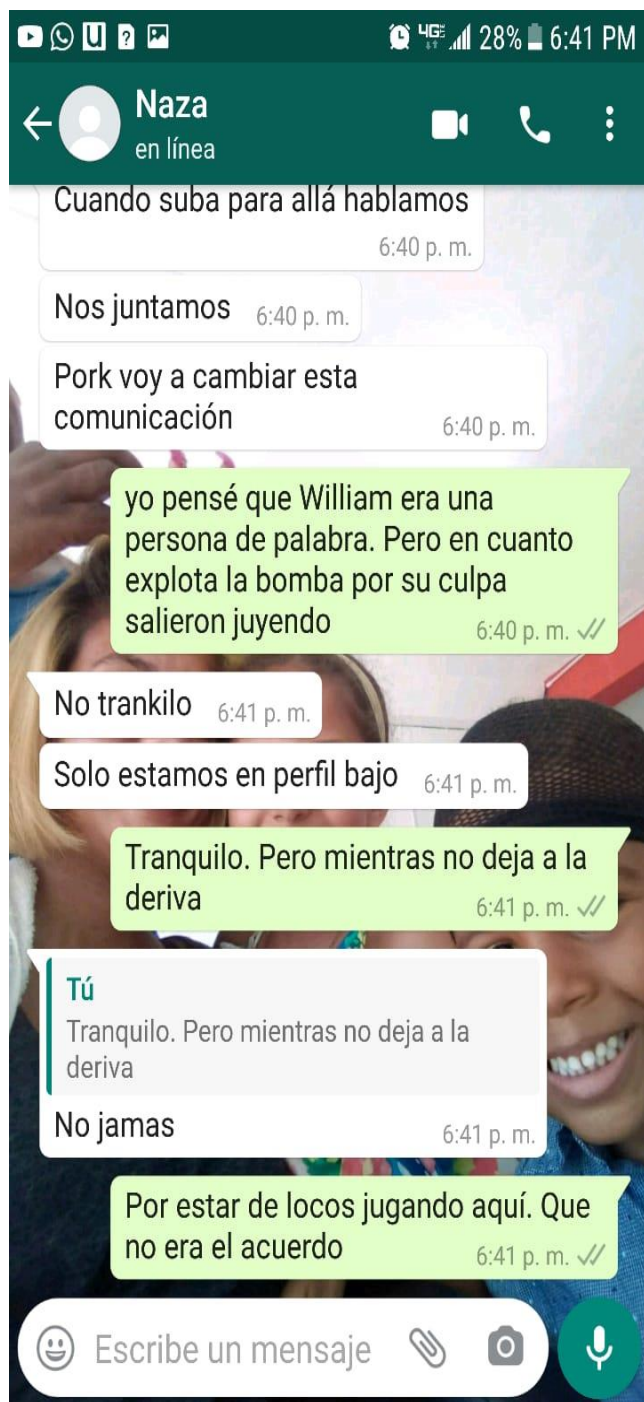 U ? 4GE 28% 6:41 PM
Naza
en línea
Cuando suba para allá hablamos
6:40 p. m.
Nos juntamos 6:40 p. m.
Pork voy a cambiar esta
comunicación 6:40 p. m.
yo pensé que William era una
persona de palabra. Pero en cuanto
explota la bomba por su culpa
salieron juyendo 6:40 p. m.
No trankilo 6:41 p. m.
Solo estamos en perfil bajo 6:41 p. m.
Tranquilo. Pero mientras no deja a la
deriva 6:41 p. m.
Tú
Tranquilo. Pero mientras no deja a la
deriva
No jamas 6:41 p. m.
Por estar de locos jugando aquí. Que
no era el acuerdo 6:41 p. m.
Escribe un mensaje